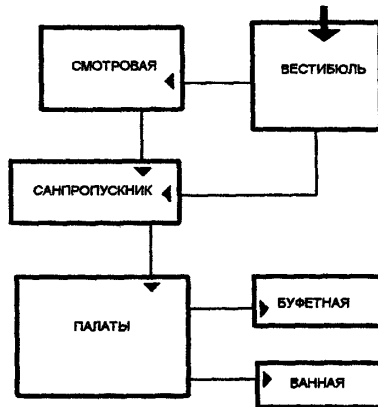 СМОТРОВАЯ
ВЕСТИБЮЛЬ
САНПРОПУСКНИК
ПАЛАТЫ
БУФЕТНАЯ
ВАННАЯ